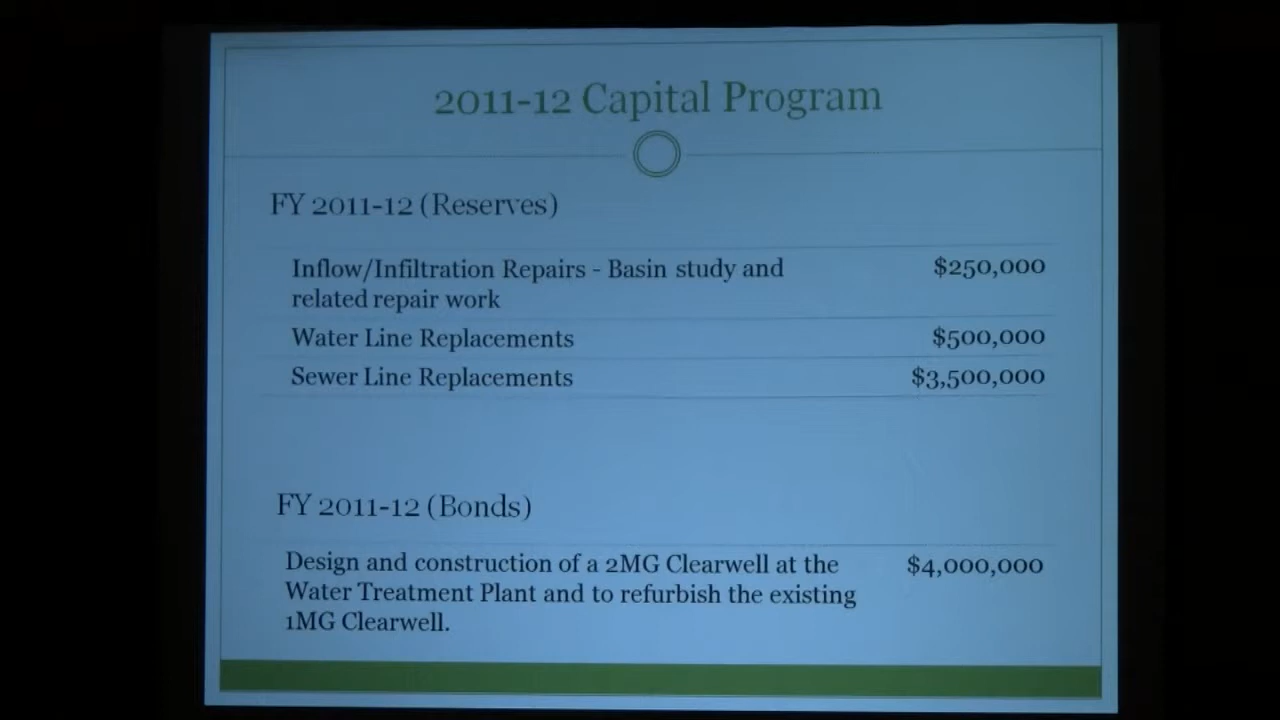 2011-12 Capital Program
FY 2011-12 (Reserves)
Inflow/Infiltration Repairs - Basin study and $250,000
related repair work
Water Line Replacements $500,000
Sewer Line Replacements $3,500,000
FY 2011-12 (Bonds)
Design and construction of a 2MG Clearwell at the $4,000,000
Water Treatment Plant and to refurbish the existing
1MG Clearwell.